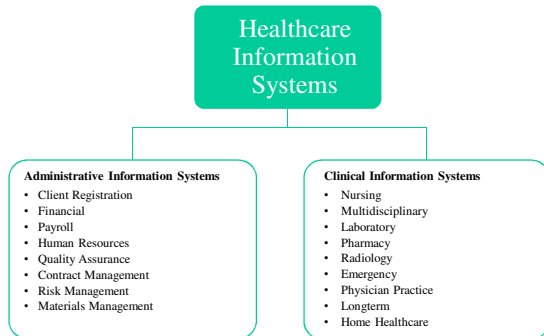 Healthcare
Information
Systems
Administrative Information Systems
• Client Registration
• Financial
• Payroll
• Human Resources
• Quality Assurance
• Contract Management
• Risk Management
• Materials Management
Clinical Information Systems
• Nursing
• Multidisciplinary
• Laboratory
• Pharmacy
• Radiology
• Emergency
• Physician Practice
• Longterm
• Home Healthcare